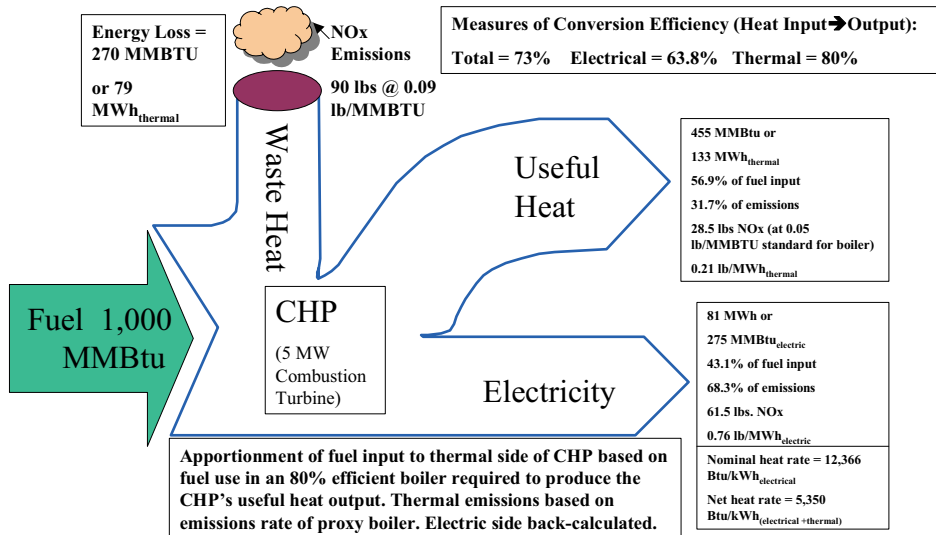 Energy Loss =
270 MMBTU
or 79
MWhthermal
NOx
Emissions
90 lbs @ 0.09
lb/MMBTU
Measures of Conversion Efficiency (Heat Input➔Output):
Total = 73% Electrical = 63.8% Thermal = 80%
Waste Heat
Useful
Heat
455 MMBtu or
133 MWhthermal
56.9% of fuel input
31.7% of emissions
28.5 lbs NOx (at 0.05
lb/MMBTU standard for boiler)
0.21 lb/MWhthermal
Fuel 1,000
MMBtu
CHP
(5 MW
Combustion
Turbine)
Electricity
81 MWh or
275 MMBtuelectric
43.1% of fuel input
68.3% of emissions
61.5 lbs. NOx
0.76 lb/MWhelectric
Nominal heat rate = 12,366
Btu/kWhelectrical
Net heat rate = 5,350
Btu/kWh(electrical +thermal)
Apportionment of fuel input to thermal side of CHP based on
fuel use in an 80% efficient boiler required to produce the
CHP's useful heat output. Thermal emissions based on
emissions rate of proxy boiler. Electric side back-calculated.